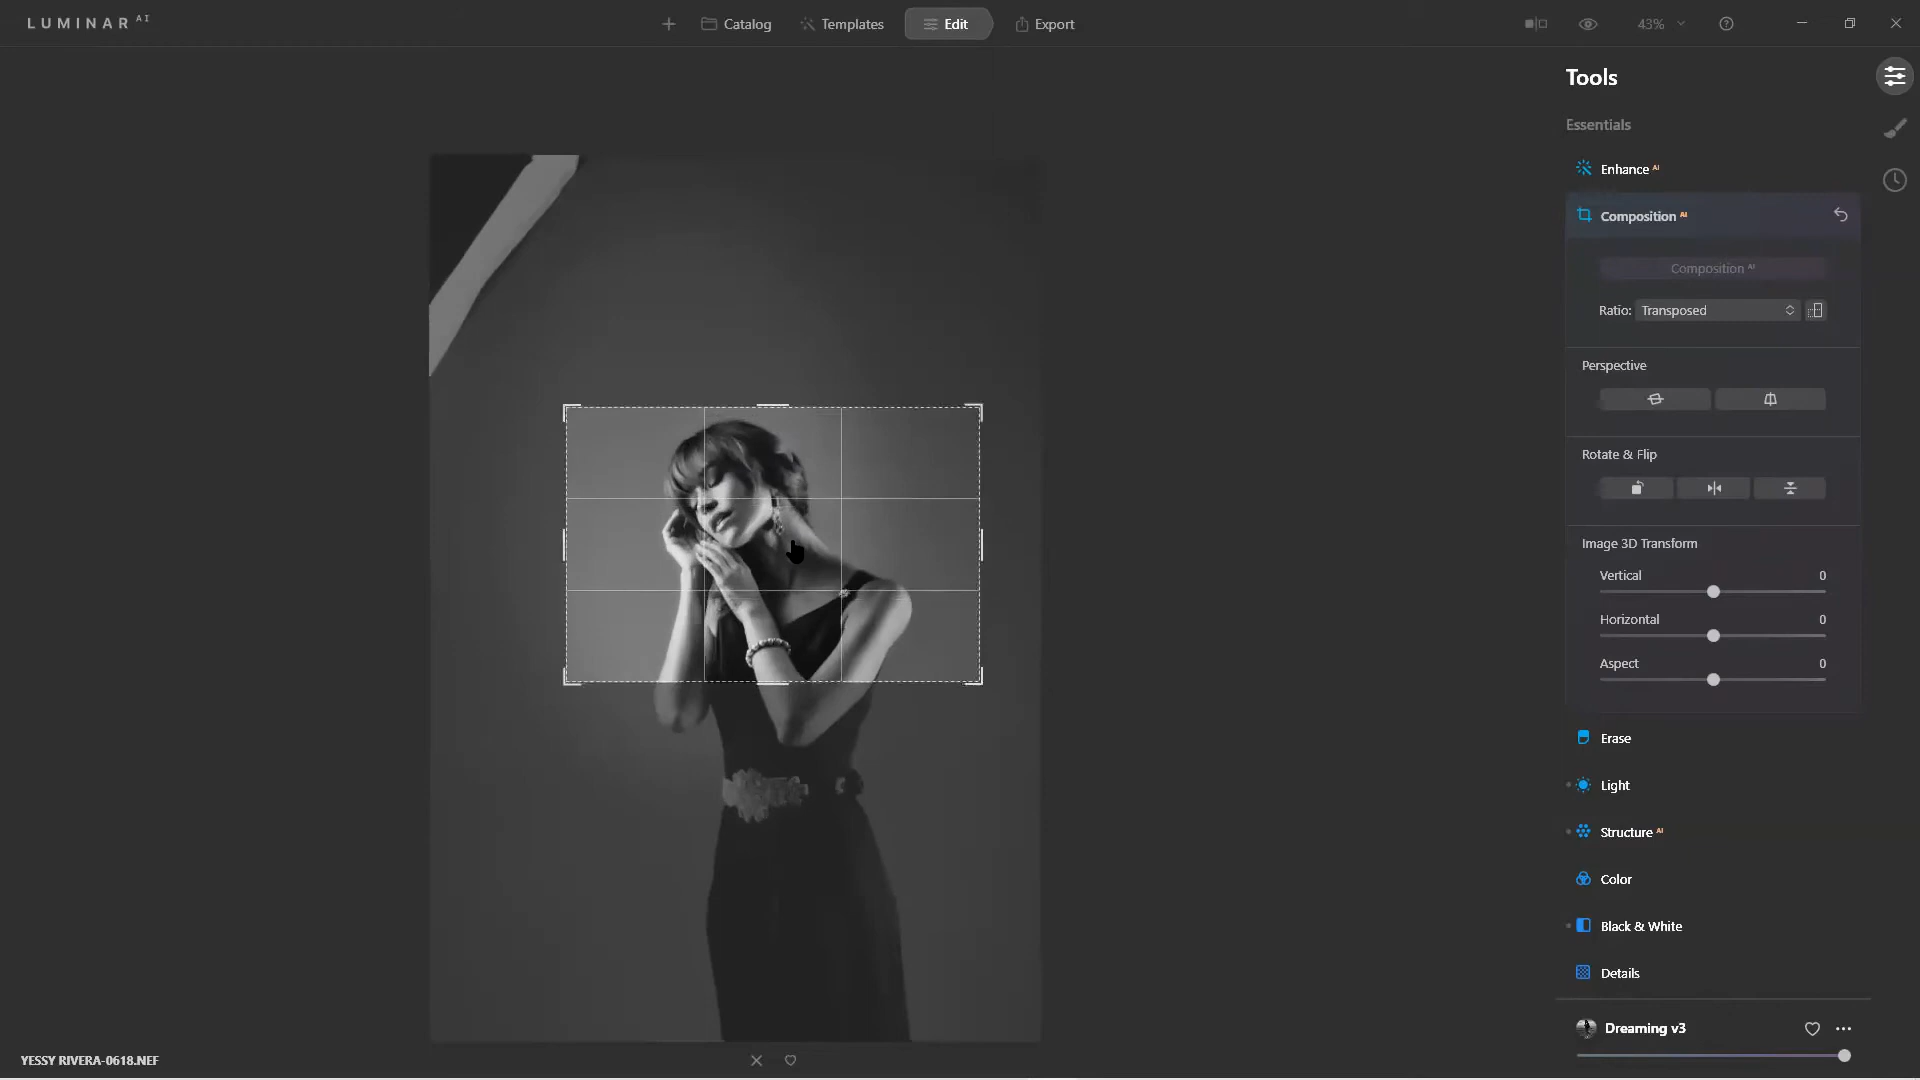 LUMINAR AI
Catalog
Templates
Edit
Export
43%
Tools
Essentials
Enhance AI
Composition AI
Composition AI
Ratio: Transposed
Perspective
Rotate & Flip
Image 3D Transform
Vertical 0
Horizontal 0
Aspect 0
Erase
Light
Structure AI
Color
Black & White
Details
Dreaming v3
YESSY RIVERA-0618.NEF